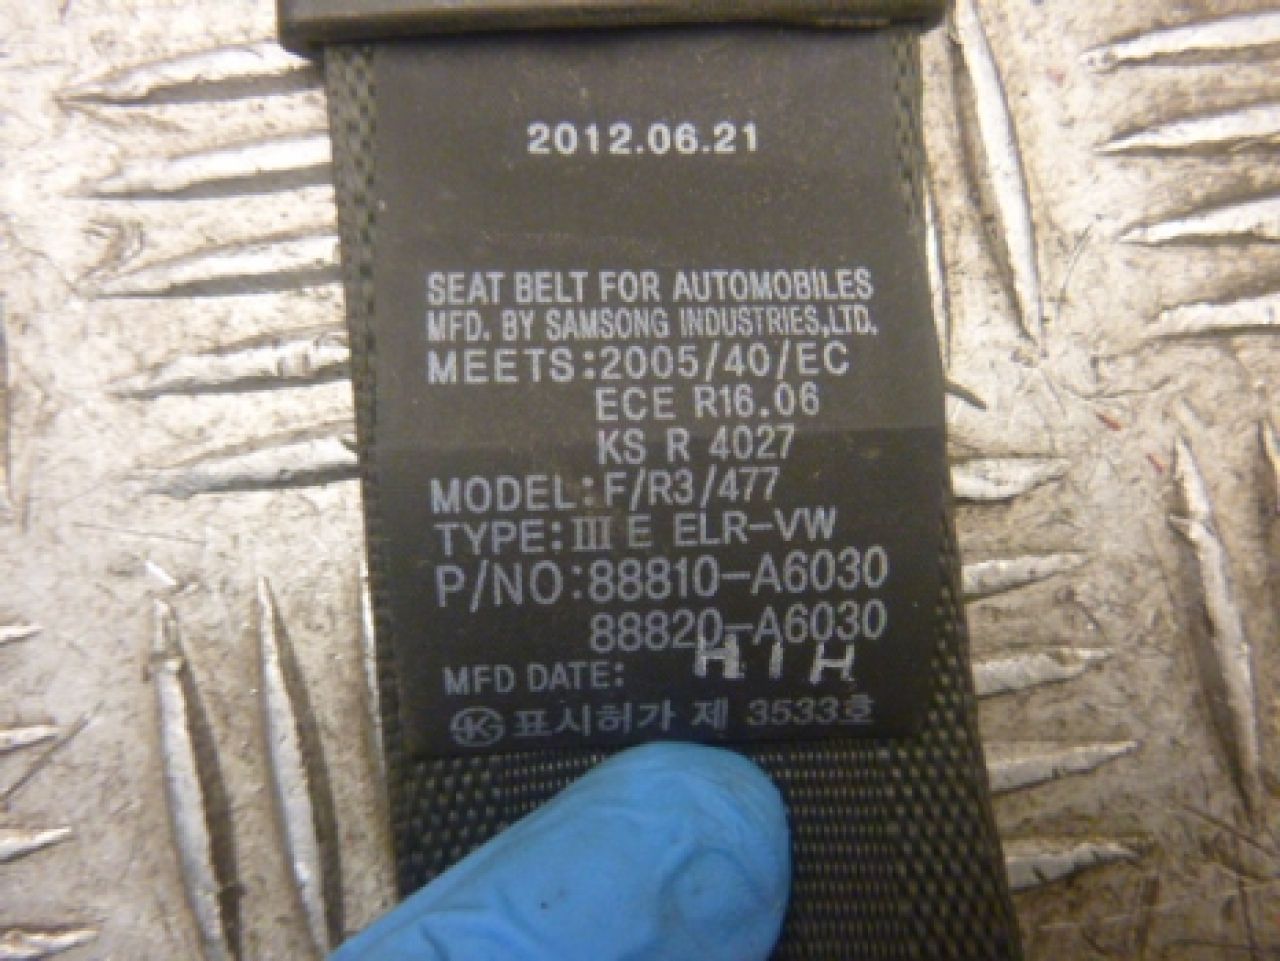 2012.06.21
SEAT BELT FOR AUTOMOBILES
MFD. BY SAMSONG INDUSTRIES,LTD.
MEETS:2005/40/EC
ECE R16.06
KS R 4027
MODEL:F/R3/477
TYPE:III E ELR-VW
P/NO:88810-A6030
88820-A6030
MFD DATE: H 1 H
표시허가 제 3533호